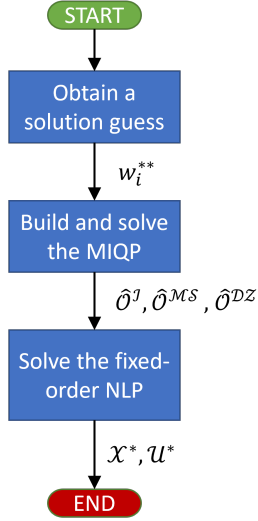 START
Obtain a
solution guess
$w_i^{**}$
Build and solve
the MIQP
$\hat{\mathcal{O}}^{\mathcal{I}}, \hat{\mathcal{O}}^{\mathcal{MS}}, \hat{\mathcal{O}}^{\mathcal{DZ}}$
Solve the fixed-
order NLP
$\mathcal{X}^*, \mathcal{U}^*$
END